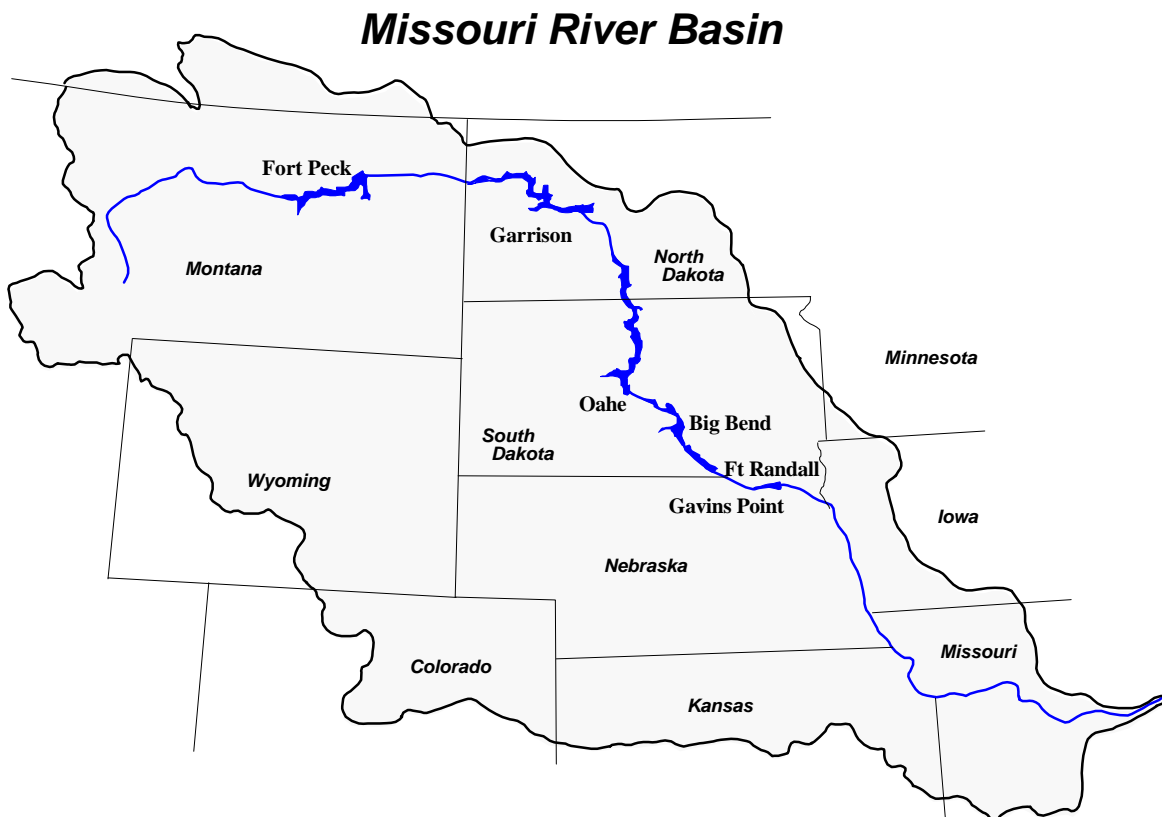 Missouri River Basin
Fort Peck
Garrison
North
Dakota
Montana
Minnesota
Oahe
Big Bend
South
Dakota
Ft Randall
Wyoming
Gavins Point
Iowa
Nebraska
Missouri
Colorado
Kansas